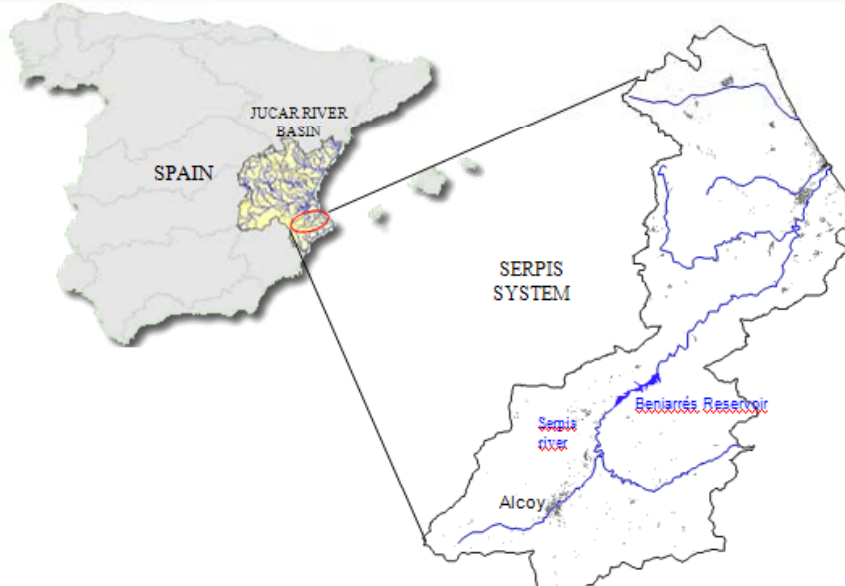 JUCAR RIVER
BASIN
SPAIN
SERPIS
SYSTEM
Beniarrés Reservoir
Serpis
river
Alcoy